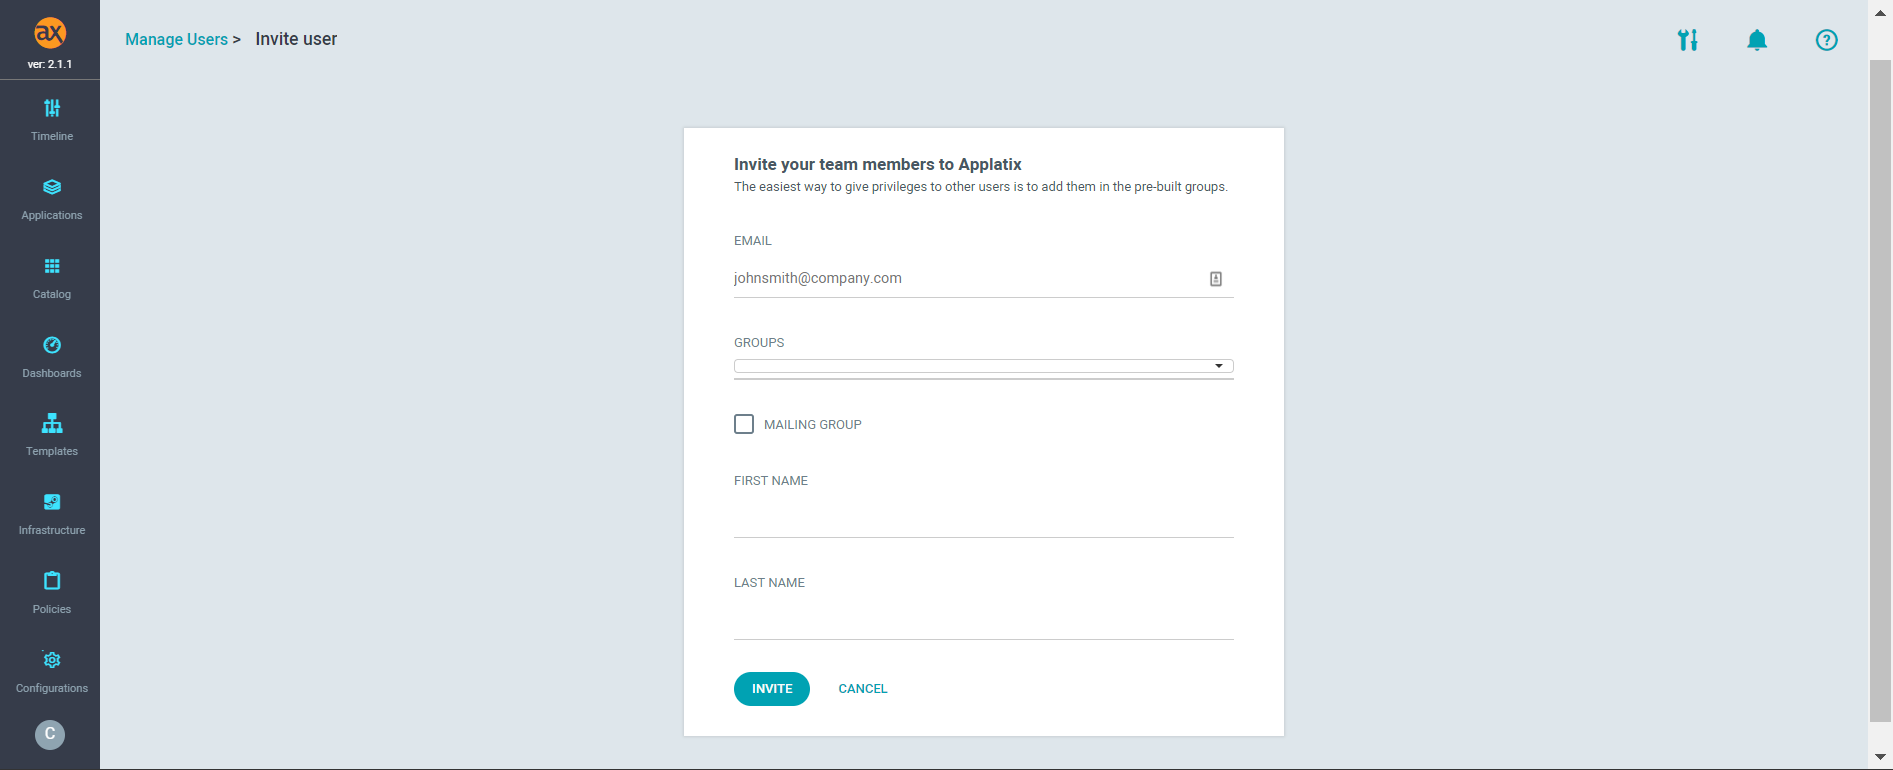 ax
ver: 2.1.1
Timeline
Applications
Catalog
Dashboards
Templates
Infrastructure
Policies
Configurations
C
Manage Users > Invite user
?
Invite your team members to Applatix
The easiest way to give privileges to other users is to add them in the pre-built groups.
EMAIL
johnsmith@company.com
GROUPS
MAILING GROUP
FIRST NAME
LAST NAME
INVITE CANCEL